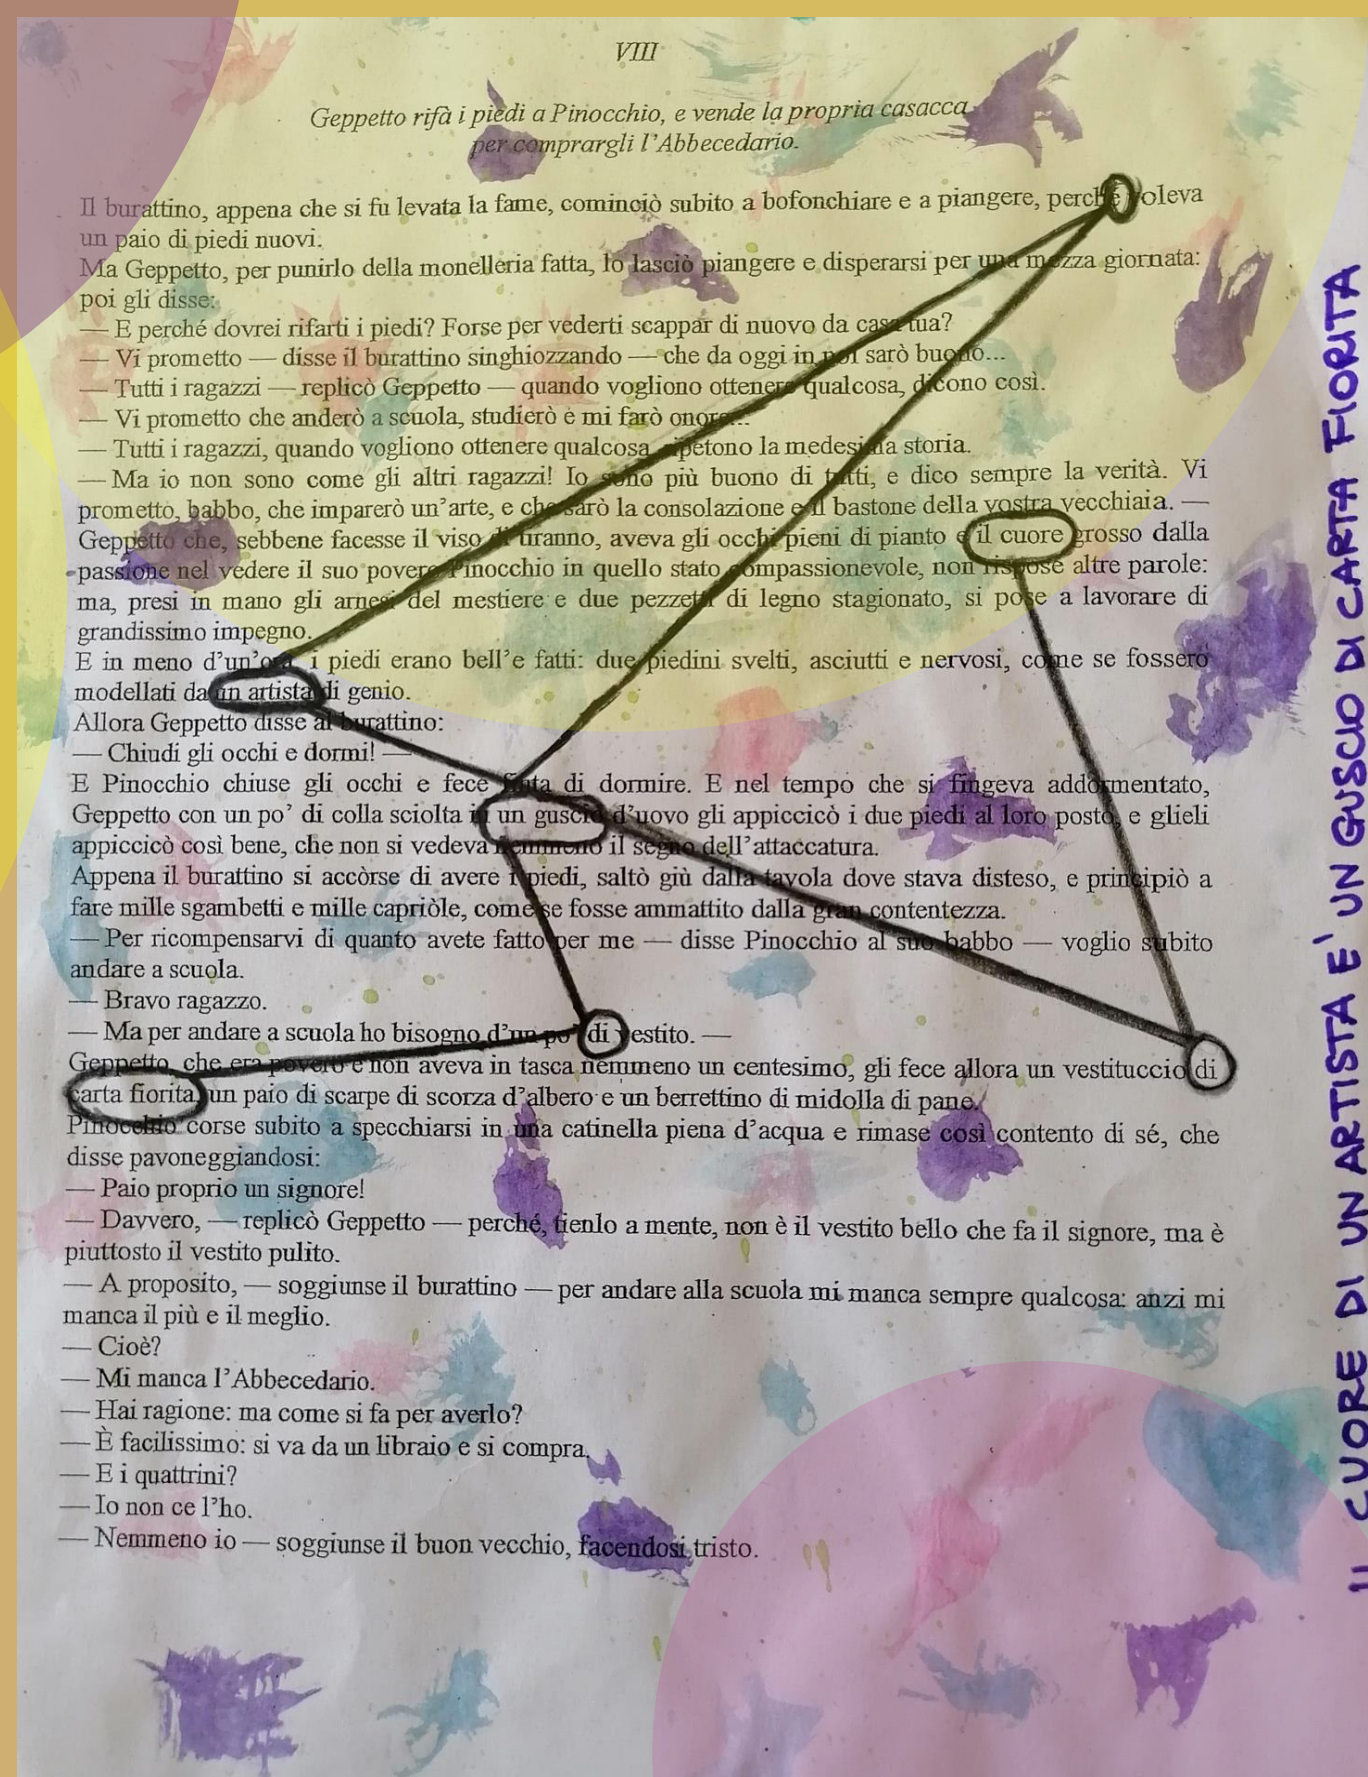 VIII
Geppetto rifà i piedi a Pinocchio, e vende la propria casacca
per comprargli l’Abbecedario.
Il burattino, appena che si fu levata la fame, cominciò subito a bofonchiare e a piangere, perché voleva
un paio di piedi nuovi.
Ma Geppetto, per punirlo della monelleria fatta, lo lasciò piangere e disperarsi per una mezza giornata:
poi gli disse:
— E perché dovrei rifarti i piedi? Forse per vederti scappar di nuovo da casa tua?
— Vi prometto — disse il burattino singhiozzando — che da oggi in poi sarò buono...
— Tutti i ragazzi — replicò Geppetto — quando vogliono ottenere qualcosa, dicono così.
— Vi prometto che anderò a scuola, studierò e mi farò onore...
— Tutti i ragazzi, quando vogliono ottenere qualcosa, ripetono la medesima storia.
— Ma io non sono come gli altri ragazzi! Io sono più buono di tutti, e dico sempre la verità. Vi
prometto, babbo, che imparerò un’arte, e che sarò la consolazione e il bastone della vostra vecchiaia. —
Geppetto che, sebbene facesse il viso di tiranno, aveva gli occhi pieni di pianto e il cuore grosso dalla
passione nel vedere il suo povero Pinocchio in quello stato compassionevole, non rispose altre parole:
ma, presi in mano gli arnesi del mestiere e due pezzetti di legno stagionato, si pose a lavorare di
grandissimo impegno.
E in meno d’un’ora, i piedi erano bell’e fatti: due piedini svelti, asciutti e nervosi, come se fossero
modellati da un artista di genio.
Allora Geppetto disse al burattino:
— Chiudi gli occhi e dormi! —
E Pinocchio chiuse gli occhi e fece finta di dormire. E nel tempo che si fingeva addormentato,
Geppetto con un po’ di colla sciolta in un guscio d’uovo gli appiccicò i due piedi al loro posto, e glieli
appiccicò così bene, che non si vedeva nemmeno il segno dell’attaccatura.
Appena il burattino si accòrse di avere i piedi, saltò giù dalla tavola dove stava disteso, e principiò a
fare mille sgambetti e mille capriòle, come se fosse ammattito dalla gran contentezza.
— Per ricompensarvi di quanto avete fatto per me — disse Pinocchio al suo babbo — voglio subito
andare a scuola.
— Bravo ragazzo.
— Ma per andare a scuola ho bisogno d’un po’ di vestito. —
Geppetto, che era povero e non aveva in tasca nemmeno un centesimo, gli fece allora un vestituccio di
carta fiorita, un paio di scarpe di scorza d’albero e un berrettino di midolla di pane.
Pinocchio corse subito a specchiarsi in una catinella piena d’acqua e rimase così contento di sé, che
disse pavoneggiandosi:
— Paio proprio un signore!
— Davvero, — replicò Geppetto — perché, tienlo a mente, non è il vestito bello che fa il signore, ma è
piuttosto il vestito pulito.
— A proposito, — soggiunse il burattino — per andare alla scuola mi manca sempre qualcosa: anzi mi
manca il più e il meglio.
— Cioè?
— Mi manca l’Abbecedario.
— Hai ragione: ma come si fa per averlo?
— È facilissimo: si va da un libraio e si compra.
— E i quattrini?
— Io non ce l’ho.
— Nemmeno io — soggiunse il buon vecchio, facendosi tristo.
IL CUORE DI UN ARTISTA E' UN GUSCIO DI CARTA FIORITA